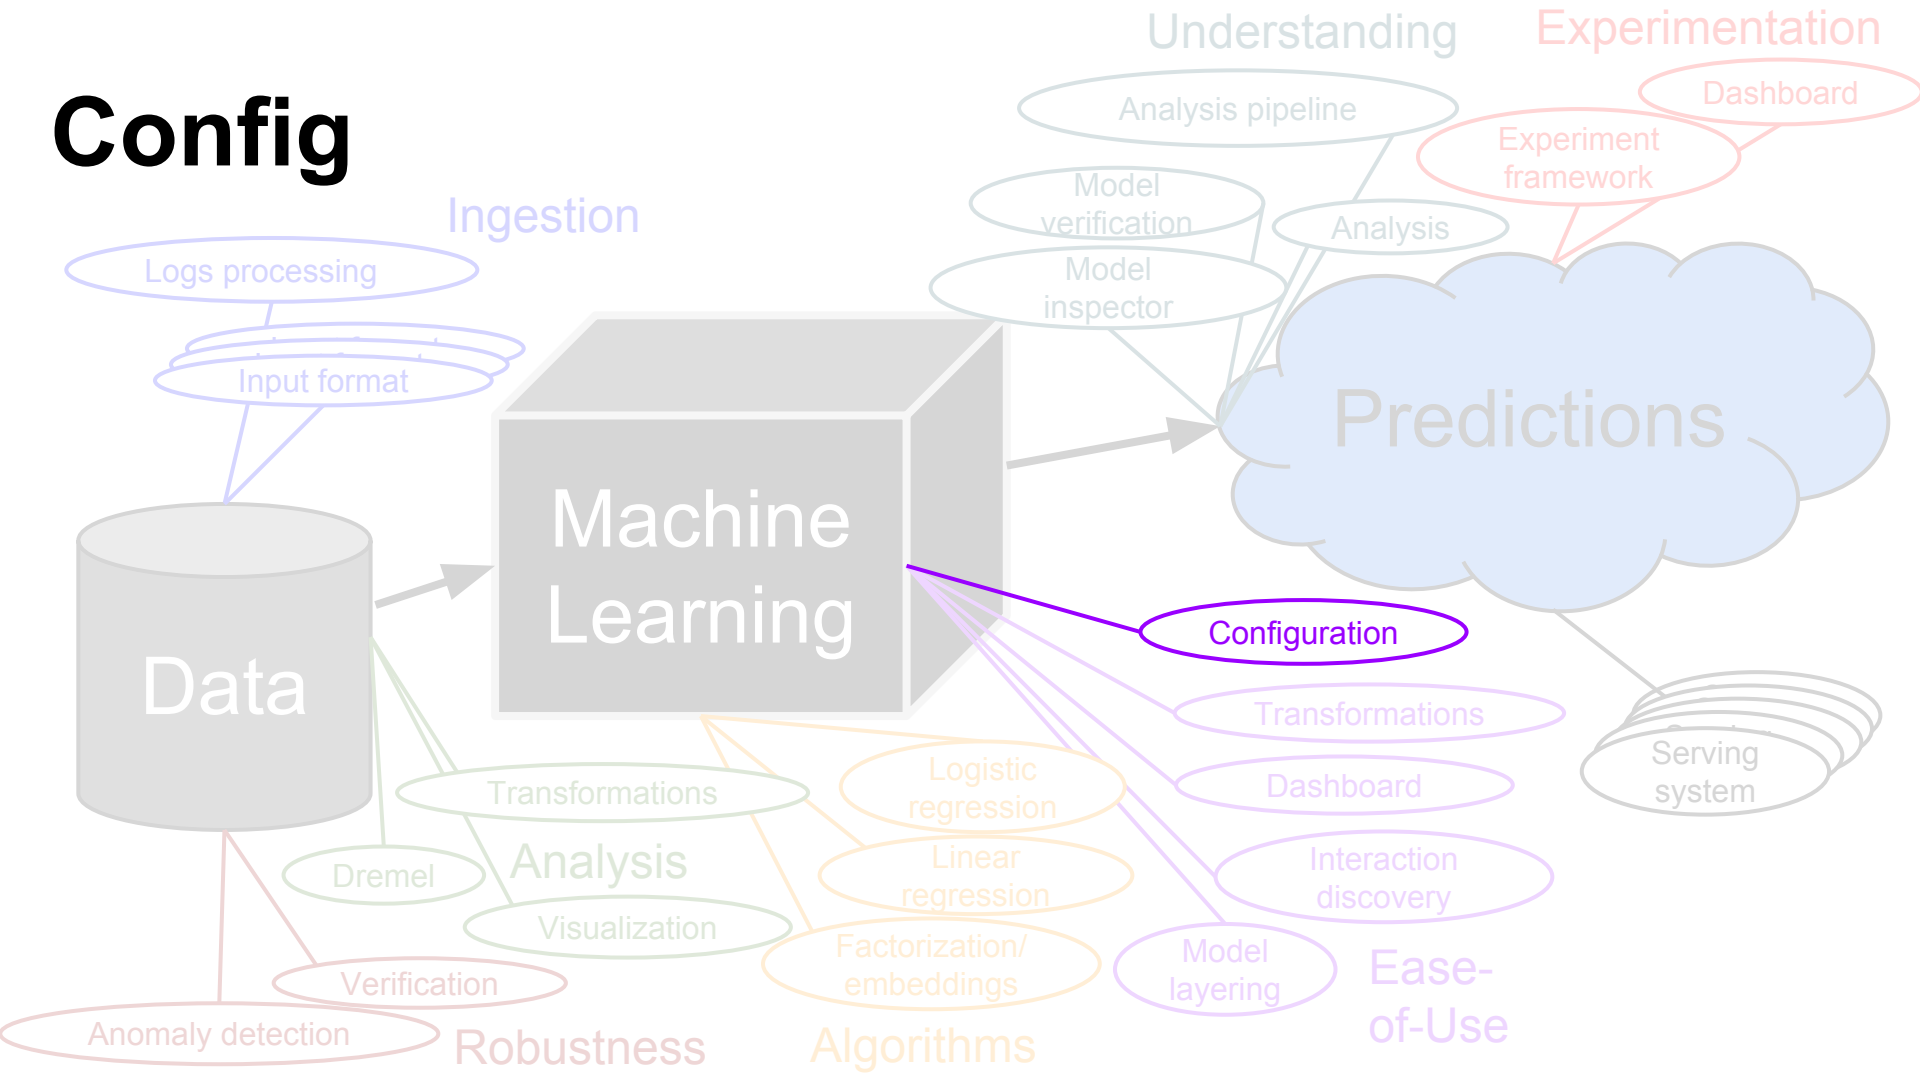 Config
Understanding
Experimentation
Analysis pipeline
Dashboard
Experiment
framework
Model
verification
Analysis
Model
inspector
Ingestion
Logs processing
Input format
Machine
Learning
Predictions
Data
Configuration
Transformations
Dashboard
Interaction
discovery
Model
layering
Ease-
of-Use
Serving
system
Transformations
Dremel
Analysis
Visualization
Logistic
regression
Linear
regression
Factorization/
embeddings
Algorithms
Verification
Anomaly detection
Robustness